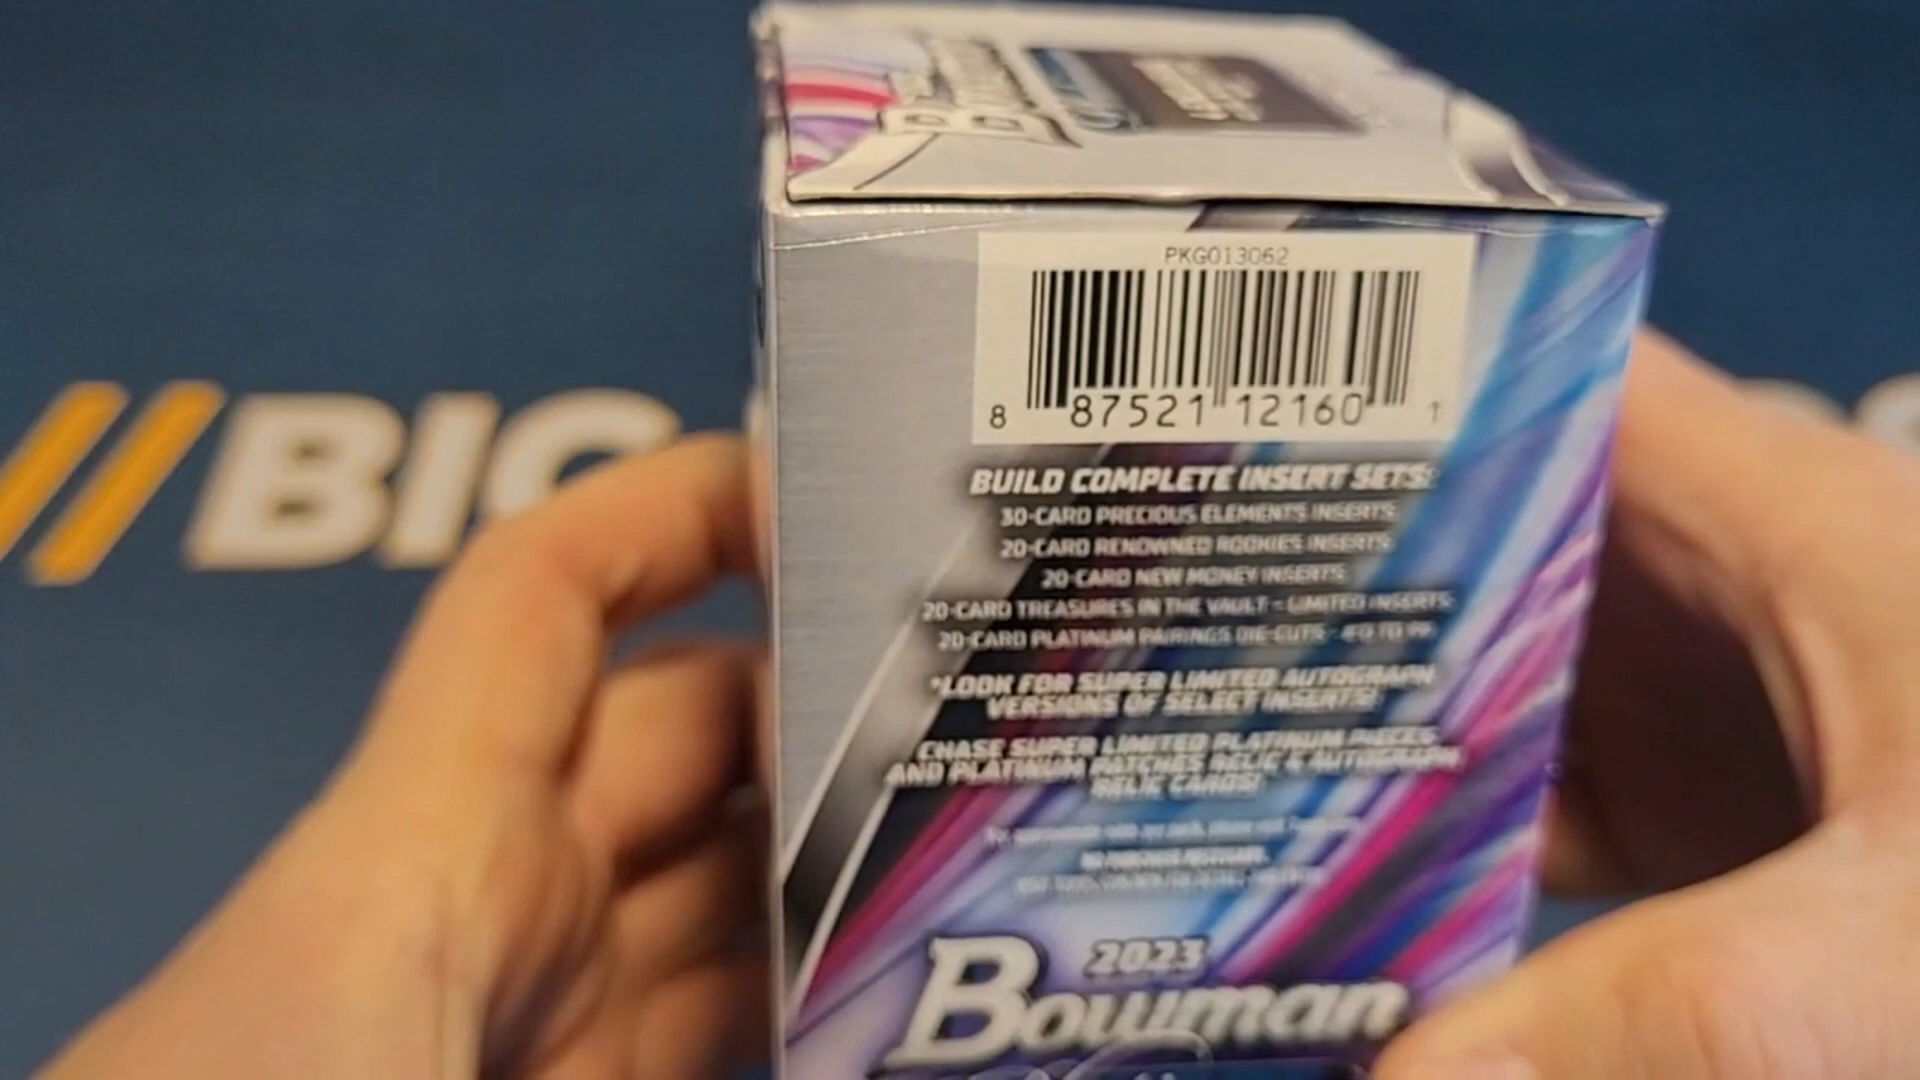 PKG013062
8 87521 12160 1
BUILD COMPLETE INSERT SETS:
30-CARD PRECIOUS ELEMENTS INSERTS
20-CARD RENOWNED ROOKIES INSERTS
20-CARD NEW MONEY INSERTS
20-CARD TREASURES IN THE VAULT - LIMITED INSERTS
20-CARD PLATINUM PAIRINGS DIE-CUTS
*LOOK FOR SUPER LIMITED AUTOGRAPH
VERSIONS OF SELECT INSERTS!
CHASE SUPER LIMITED PLATINUM PIECES
AND PLATINUM PATCHES RELIC & AUTOGRAPH
RELIC CARDS!
// BIG
2023
Bowman